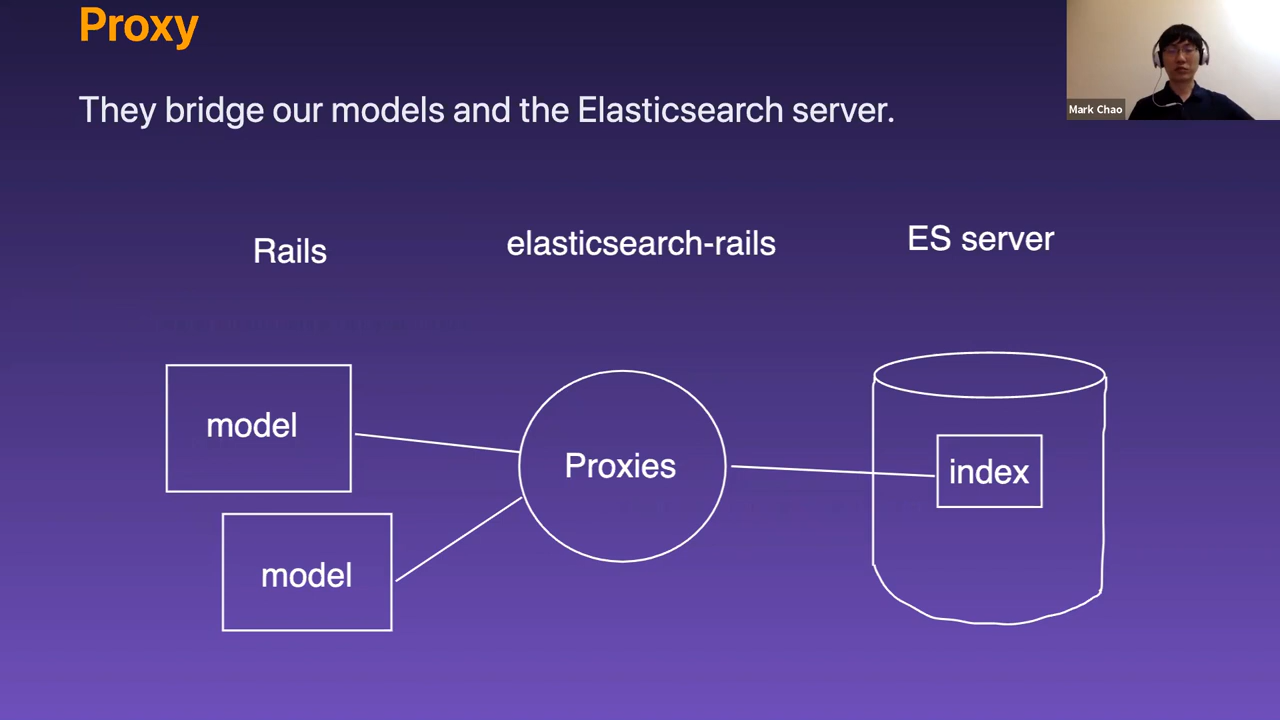 Proxy
They bridge our models and the Elasticsearch server.
Mark Chao
Rails
elasticsearch-rails
ES server
model
Proxies
index
model